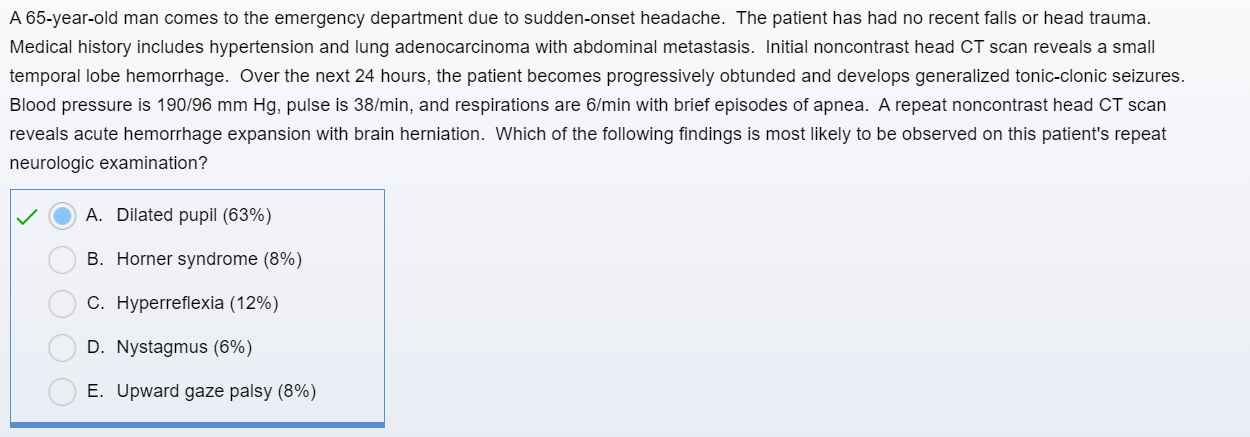 A 65-year-old man comes to the emergency department due to sudden-onset headache.  The patient has had no recent falls or head trauma.
Medical history includes hypertension and lung adenocarcinoma with abdominal metastasis.  Initial noncontrast head CT scan reveals a small
temporal lobe hemorrhage.  Over the next 24 hours, the patient becomes progressively obtunded and develops generalized tonic-clonic seizures.
Blood pressure is 190/96 mm Hg, pulse is 38/min, and respirations are 6/min with brief episodes of apnea.  A repeat noncontrast head CT scan
reveals acute hemorrhage expansion with brain herniation.  Which of the following findings is most likely to be observed on this patient's repeat
neurologic examination?
A. Dilated pupil (63%)
B. Horner syndrome (8%)
C. Hyperreflexia (12%)
D. Nystagmus (6%)
E. Upward gaze palsy (8%)